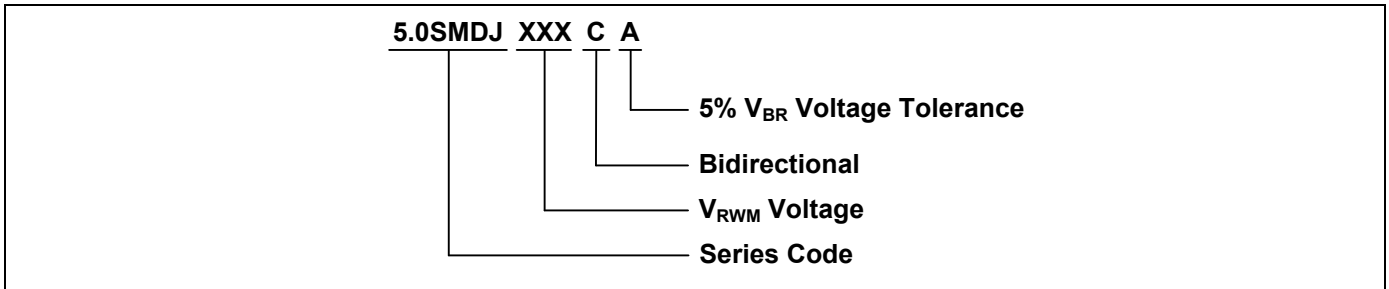 5.0SMDJ XXX C A
5% VBR Voltage Tolerance
Bidirectional
VRWM Voltage
Series Code